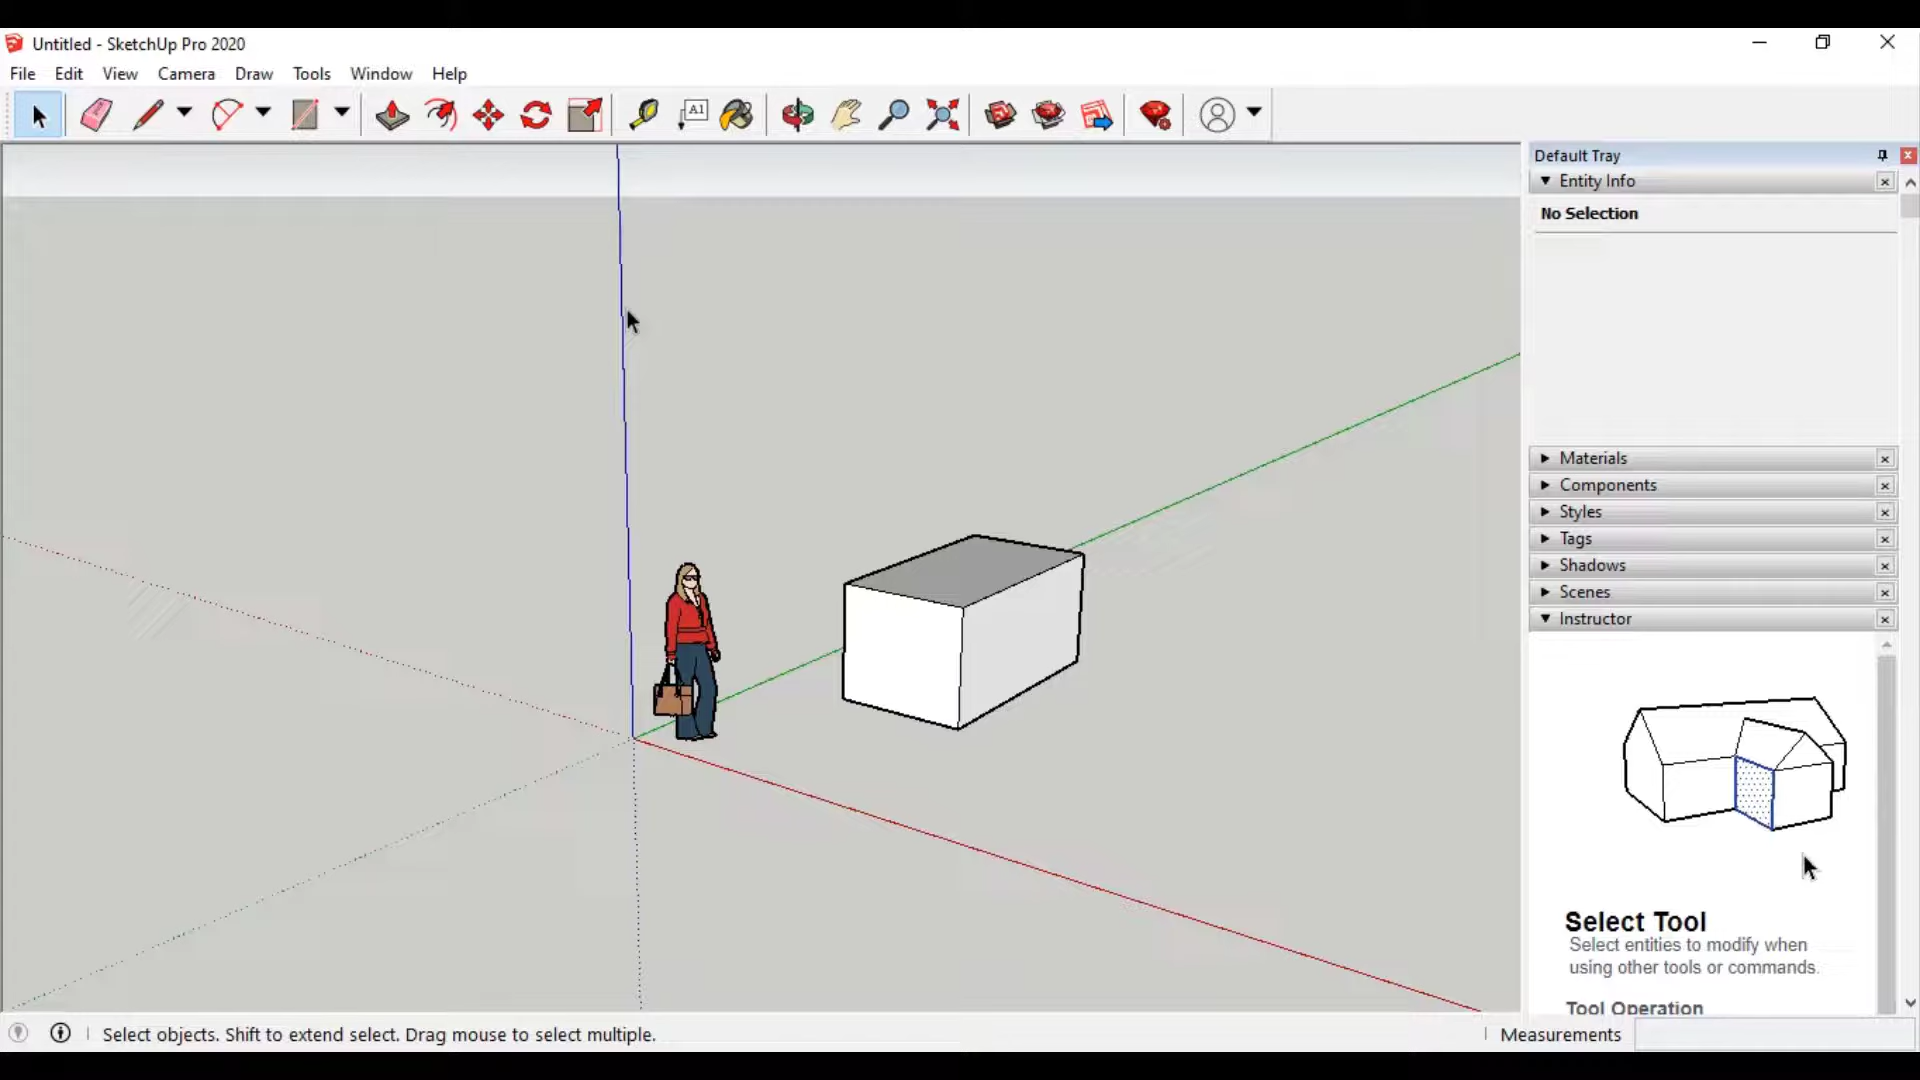 Untitled - SketchUp Pro 2020
File Edit View Camera Draw Tools Window Help
A1
Default Tray
Entity Info
No Selection
Materials
Components
Styles
Tags
Shadows
Scenes
Instructor
Select Tool
Select entities to modify when
using other tools or commands.
Tool Operation
Select objects. Shift to extend select. Drag mouse to select multiple.
Measurements